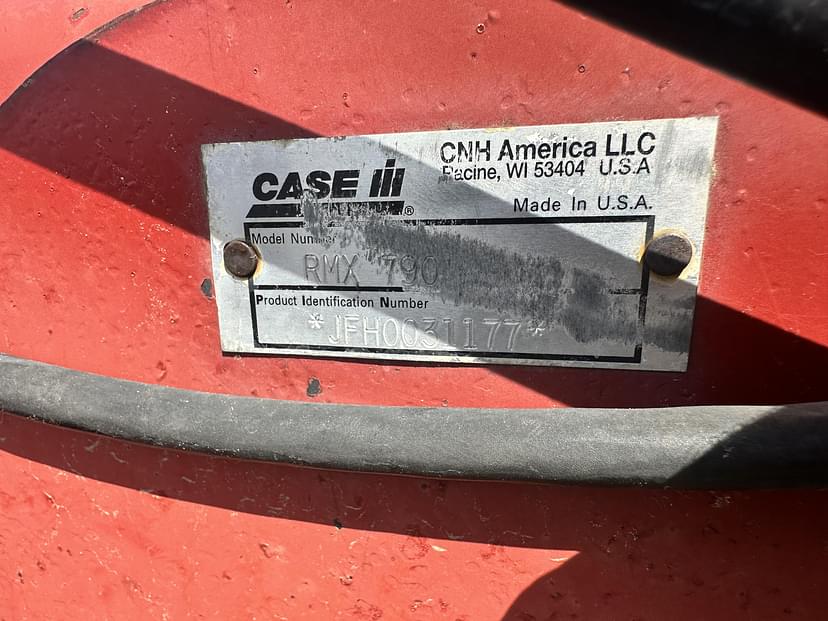 CNH America LLC
Racine, WI 53404 U.S.A
CASE IH
®
Made In U.S.A.
Model Number
RMX 790
Product Identification Number
*JFH0031177*